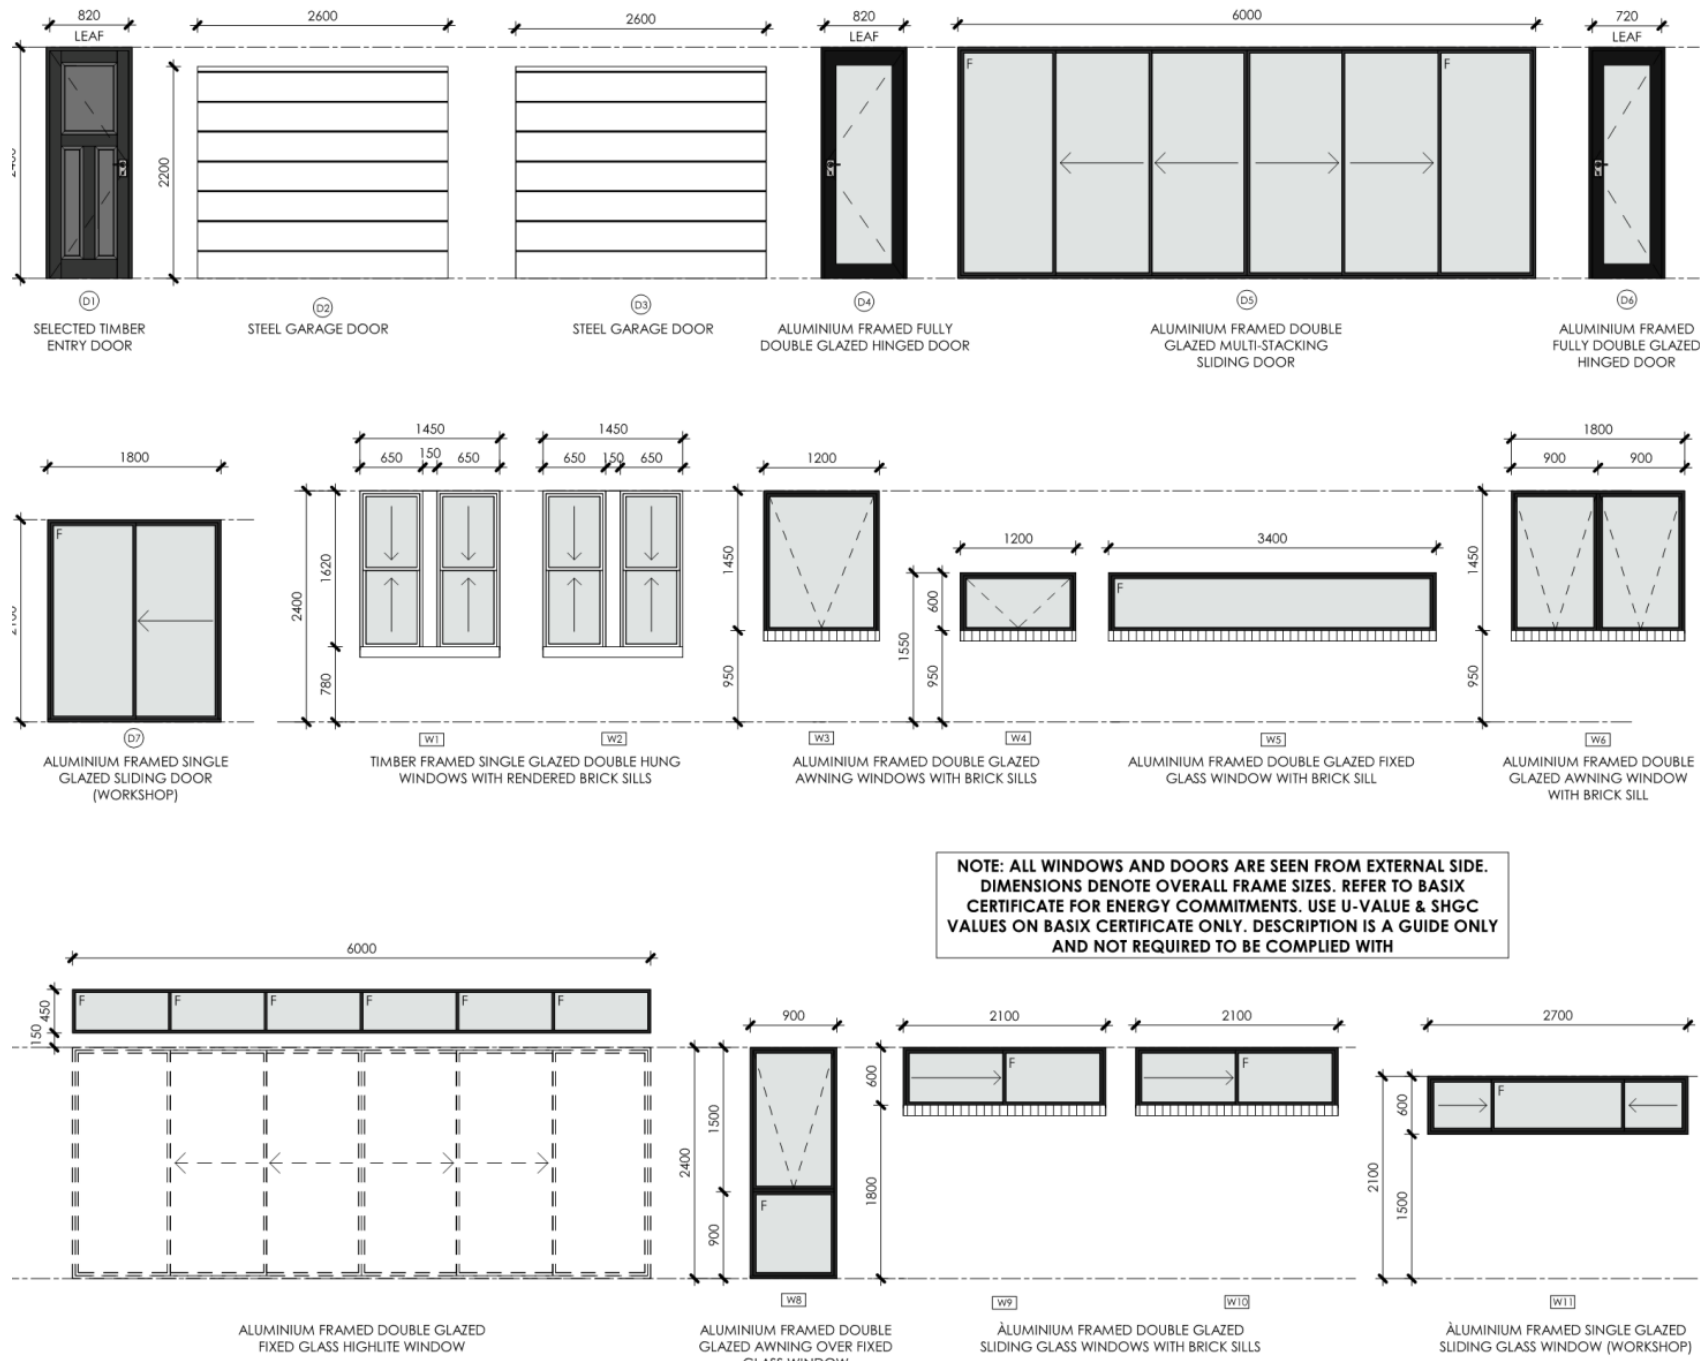 820
2600
2600
820
6000
720
LEAF
LEAF
LEAF
2200
D1
D2
D3
D4
D5
D6
F
F
SELECTED TIMBER
ENTRY DOOR
STEEL GARAGE DOOR
STEEL GARAGE DOOR
ALUMINIUM FRAMED FULLY
DOUBLE GLAZED HINGED DOOR
ALUMINIUM FRAMED DOUBLE
GLAZED MULTI-STACKING
SLIDING DOOR
ALUMINIUM FRAMED
FULLY DOUBLE GLAZED
HINGED DOOR
1800
F
D7
ALUMINIUM FRAMED SINGLE
GLAZED SLIDING DOOR
(WORKSHOP)
1450
650 150 650
1450
650 150 650
2400
1620
780
W1
W2
TIMBER FRAMED SINGLE GLAZED DOUBLE HUNG
WINDOWS WITH RENDERED BRICK SILLS
1200
1450
950
W3
1200
1550
600
950
W4
ALUMINIUM FRAMED DOUBLE GLAZED
AWNING WINDOWS WITH BRICK SILLS
3400
F
W5
ALUMINIUM FRAMED DOUBLE GLAZED FIXED
GLASS WINDOW WITH BRICK SILL
1800
900 900
1450
950
W6
ALUMINIUM FRAMED DOUBLE
GLAZED AWNING WINDOW
WITH BRICK SILL
NOTE: ALL WINDOWS AND DOORS ARE SEEN FROM EXTERNAL SIDE.
DIMENSIONS DENOTE OVERALL FRAME SIZES. REFER TO BASIX
CERTIFICATE FOR ENERGY COMMITMENTS. USE U-VALUE & SHGC
VALUES ON BASIX CERTIFICATE ONLY. DESCRIPTION IS A GUIDE ONLY
AND NOT REQUIRED TO BE COMPLIED WITH
6000
450
150
F F F F F F
ALUMINIUM FRAMED DOUBLE GLAZED
FIXED GLASS HIGHLITE WINDOW
900
2400
1500
900
F
W8
ALUMINIUM FRAMED DOUBLE
GLAZED AWNING OVER FIXED
GLASS WINDOW
2100
2100
600
1800
F
F
W9
W10
ÀLUMINIUM FRAMED DOUBLE GLAZED
SLIDING GLASS WINDOWS WITH BRICK SILLS
2700
2100
600
1500
F
W11
ÀLUMINIUM FRAMED SINGLE GLAZED
SLIDING GLASS WINDOW (WORKSHOP)